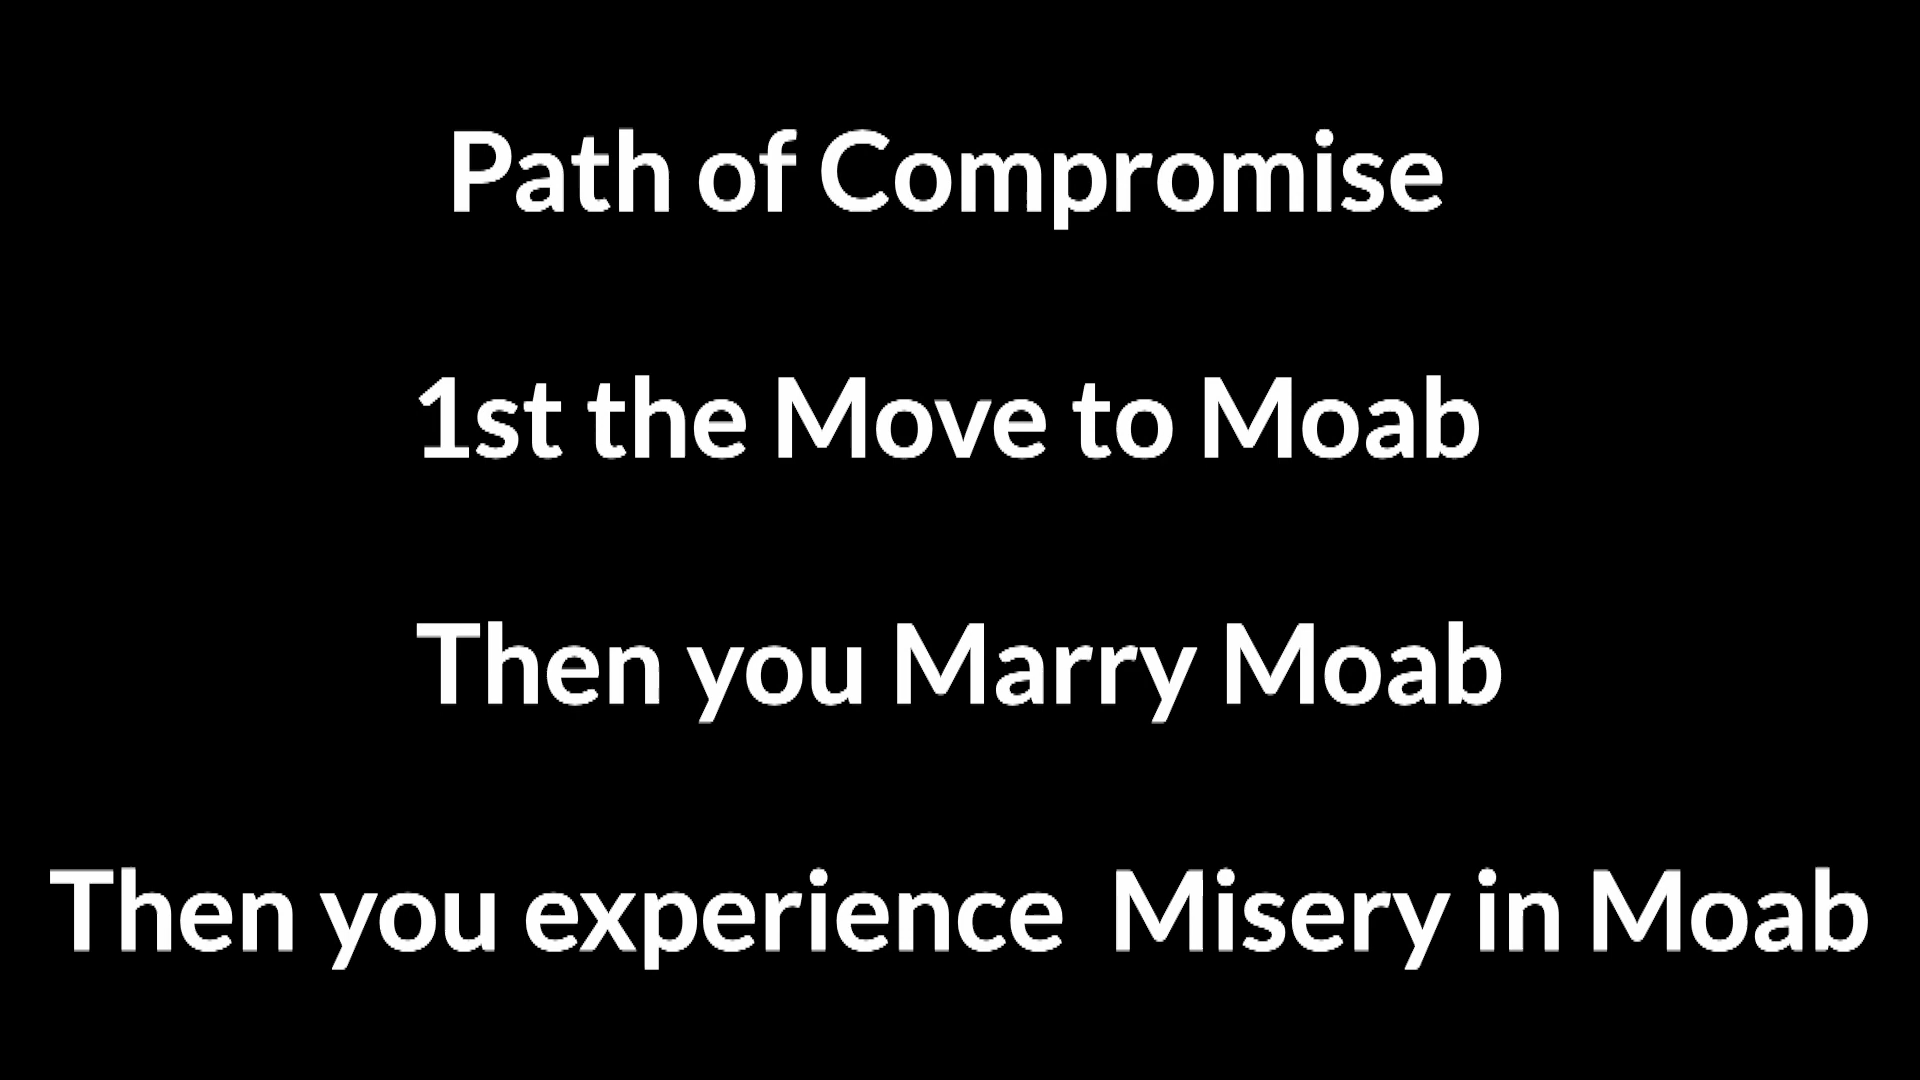 Path of Compromise
1st the Move to Moab
Then you Marry Moab
Then you experience  Misery in Moab